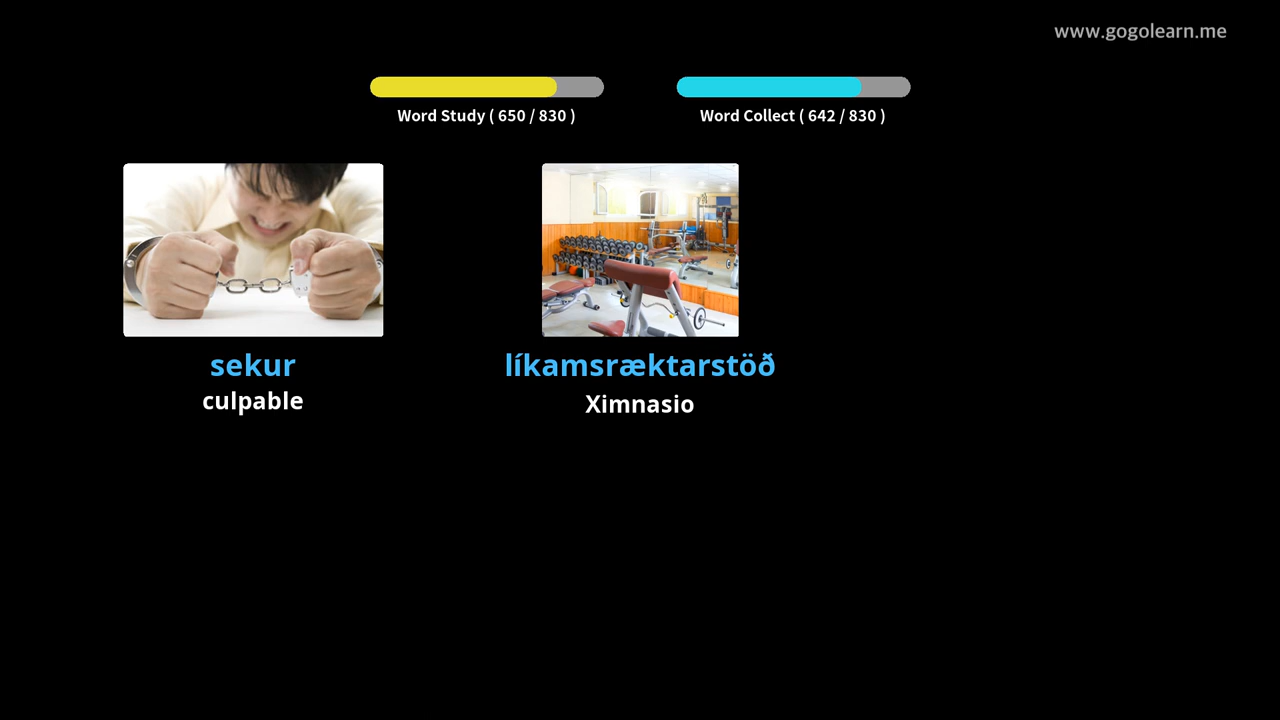 www.gogolearn.me
Word Study ( 650 / 830 )
Word Collect ( 642 / 830 )
sekur
culpable
líkamsræktarstöð
Ximnasio